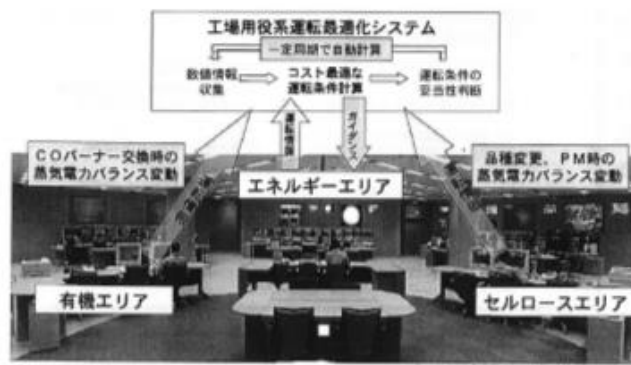 工場用役系運転最適化システム
一定周期で自動計算
数値情報
収集
コスト最適な
運転条件計算
運転条件の
妥当性判断
運転情報
ガイダンス
COバーナー交換時の
蒸気電力バランス変動
品種変更、PM時の
蒸気電力バランス変動
エネルギーエリア
有機エリア
セルロースエリア